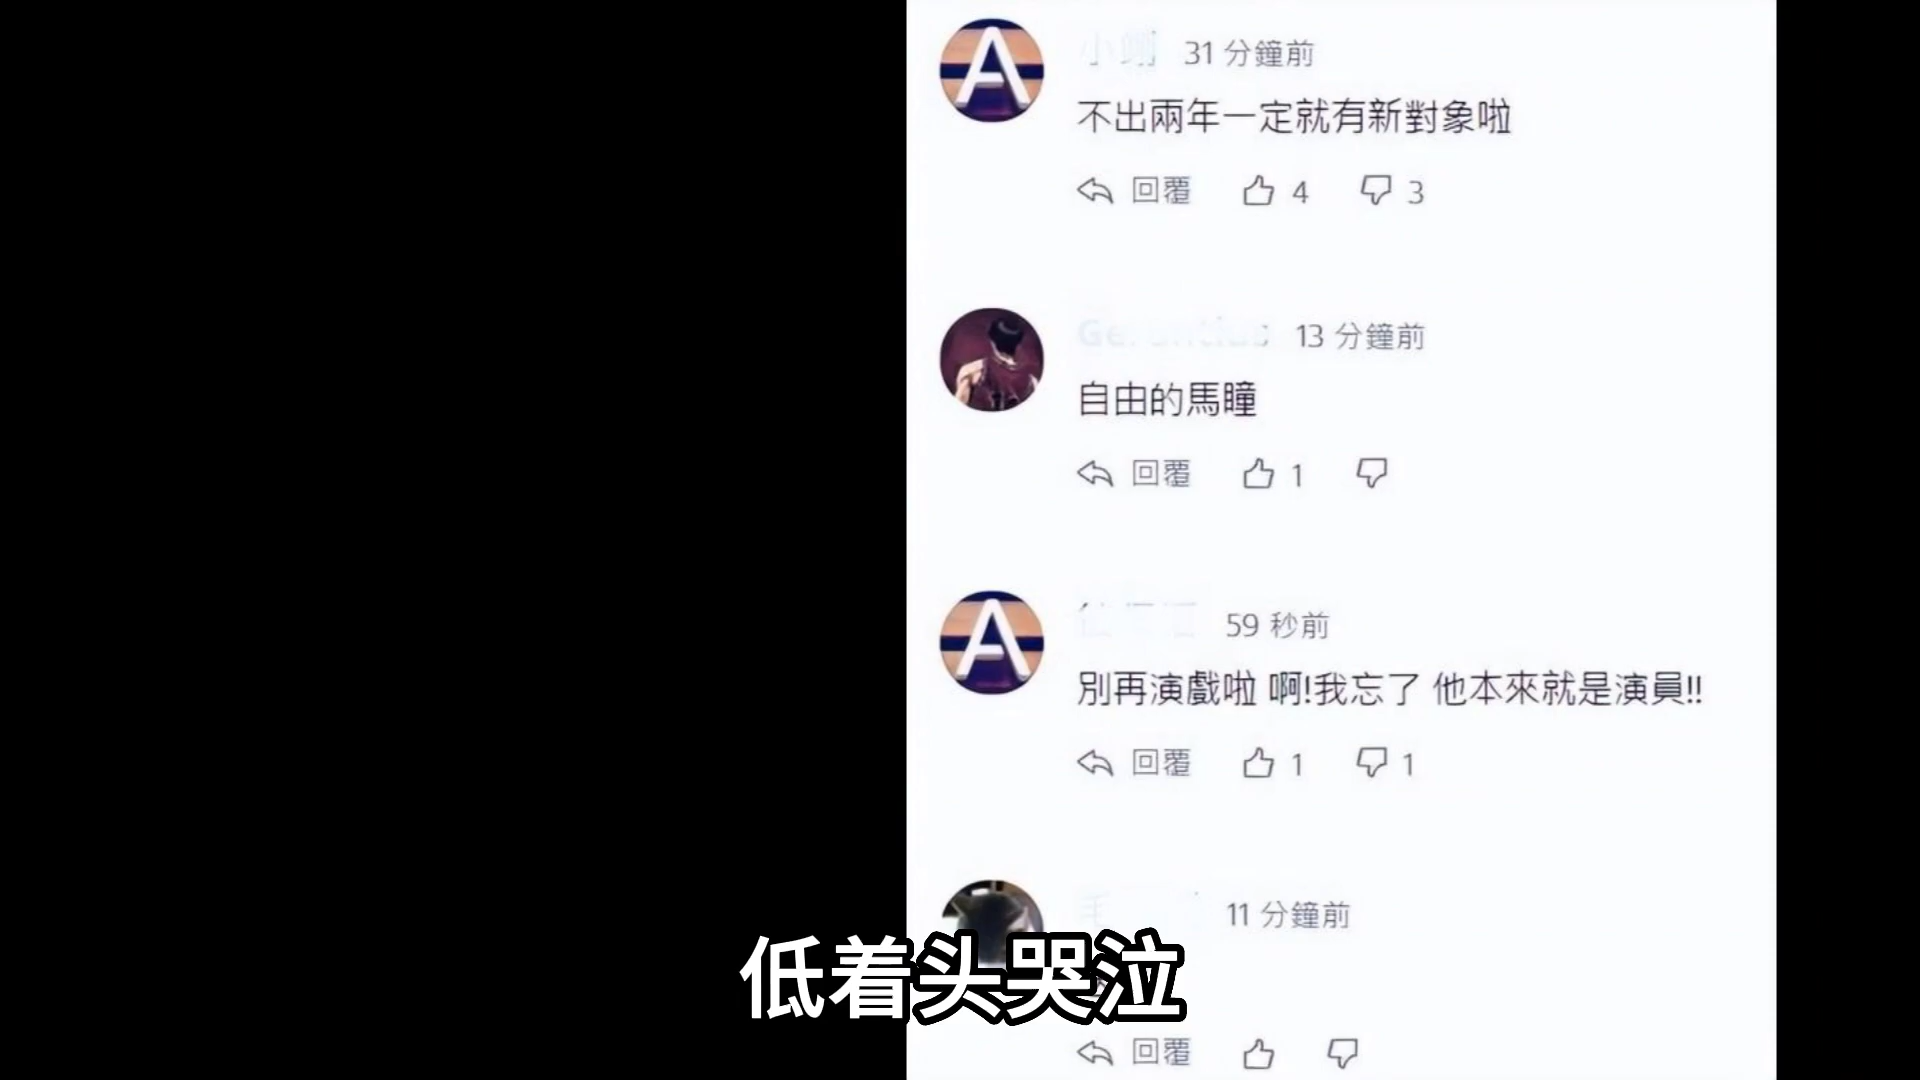 31 分鐘前
不出兩年一定就有新對象啦
回覆 4 3
13 分鐘前
自由的馬瞳
回覆 1
59 秒前
別再演戲啦 啊!我忘了 他本來就是演員!!
回覆 1 1
11 分鐘前
低着头哭泣
回覆